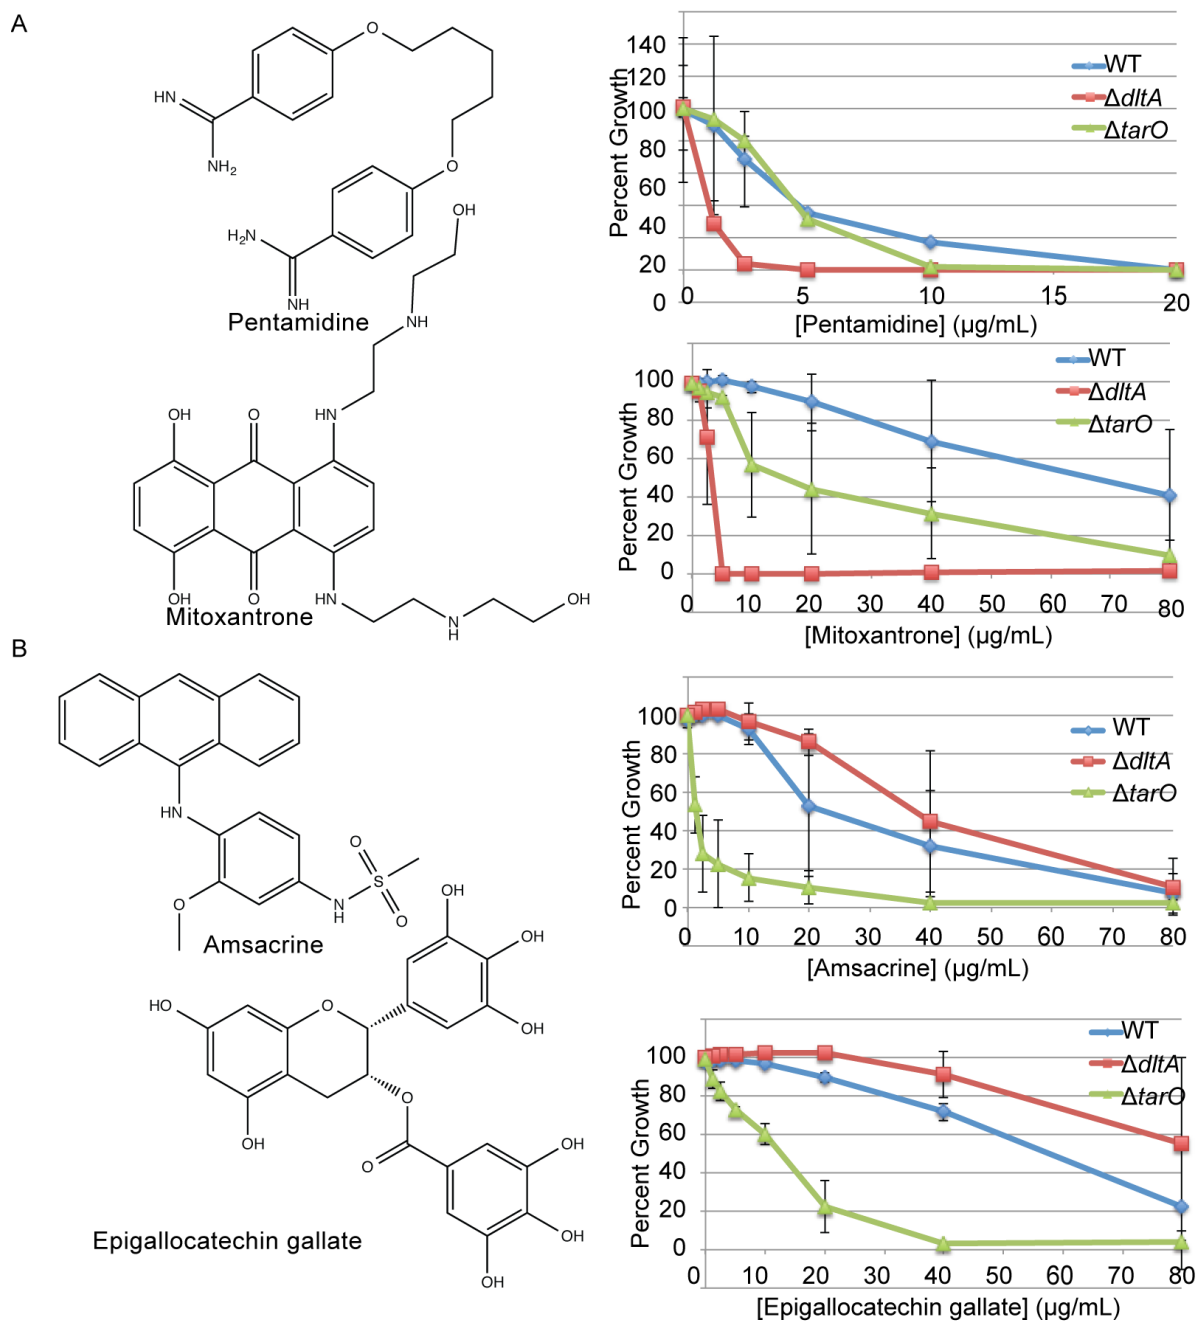 A
O
HN
NH₂
O
H₂N
NH
Pentamidine
OH
NH
OH
O
HN
OH
O
HN
N
H
OH
Mitoxantrone
140
120
100
80
60
40
20
0
Percent Growth
WT
ΔdltA
ΔtarO
0
5
10
15
20
[Pentamidine] (µg/mL)
100
80
60
40
20
0
Percent Growth
WT
ΔdltA
ΔtarO
0 10 20 30 40 50 60 70 80
[Mitoxantrone] (µg/mL)
B
HN
O
O
S
O
N
H
Amsacrine
OH
OH
OH
HO
O
OH
O
O
OH
OH
OH
Epigallocatechin gallate
100
80
60
40
20
0
Percent Growth
WT
ΔdltA
ΔtarO
0 10 20 30 40 50 60 70 80
[Amsacrine] (µg/mL)
100
80
60
40
20
0
Percent Growth
WT
ΔdltA
ΔtarO
0 10 20 30 40 50 60 70 80
[Epigallocatechin gallate] (µg/mL)